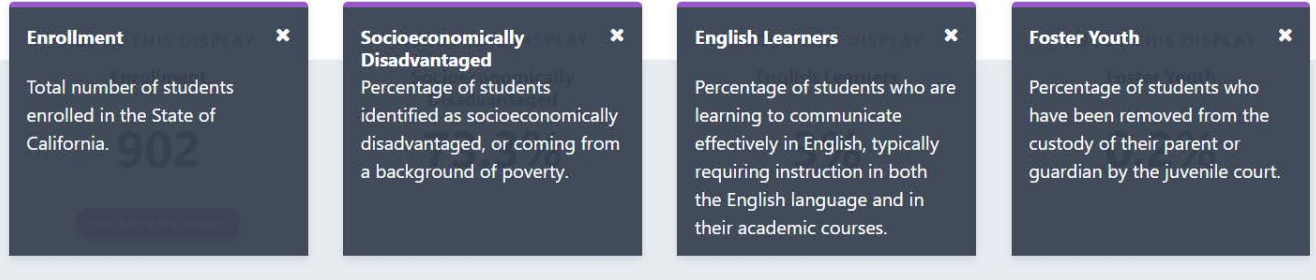 Enrollment
Total number of students
enrolled in the State of
California.
902
Socioeconomically
Disadvantaged
Percentage of students
identified as socioeconomically
disadvantaged, or coming from
a background of poverty.
English Learners
Percentage of students who are
learning to communicate
effectively in English, typically
requiring instruction in both
the English language and in
their academic courses.
3%
Foster Youth
Percentage of students who
have been removed from the
custody of their parent or
guardian by the juvenile court.